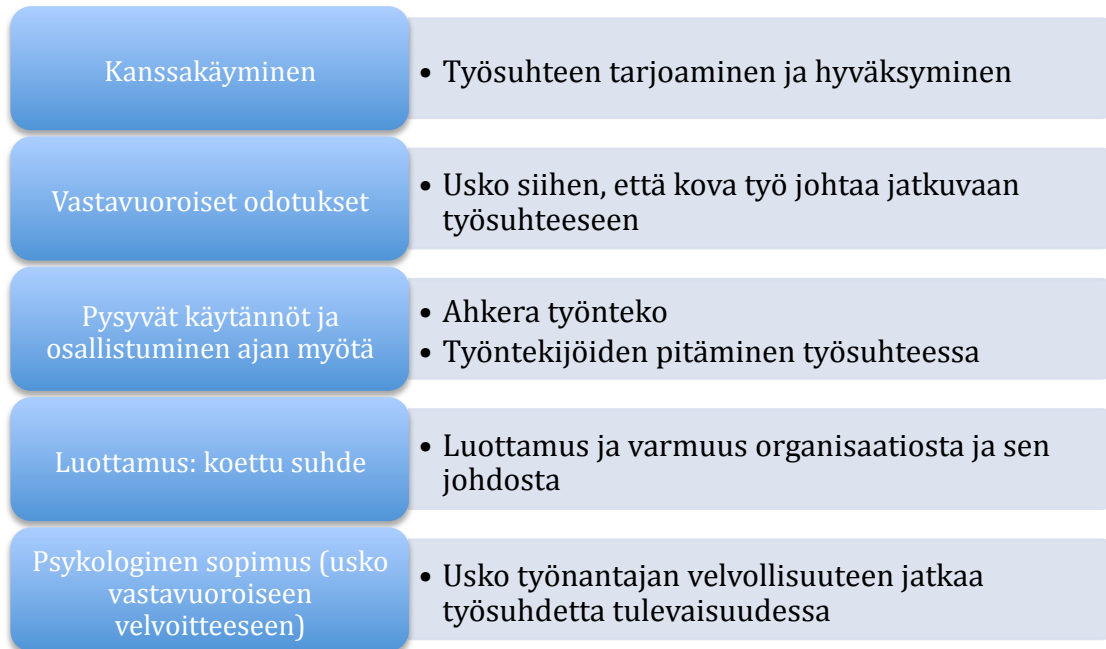 Kanssakäyminen
• Työsuhteen tarjoaminen ja hyväksyminen
Vastavuoroiset odotukset
• Usko siihen, että kova työ johtaa jatkuvaan
työsuhteeseen
Pysyvät käytännöt ja
osallistuminen ajan myötä
• Ahkera työnteko
• Työntekijöiden pitäminen työsuhteessa
Luottamus: koettu suhde
• Luottamus ja varmuus organisaatiosta ja sen
johdosta
Psykologinen sopimus (usko
vastavuoroiseen
velvoitteeseen)
• Usko työnantajan velvollisuuteen jatkaa
työsuhdetta tulevaisuudessa